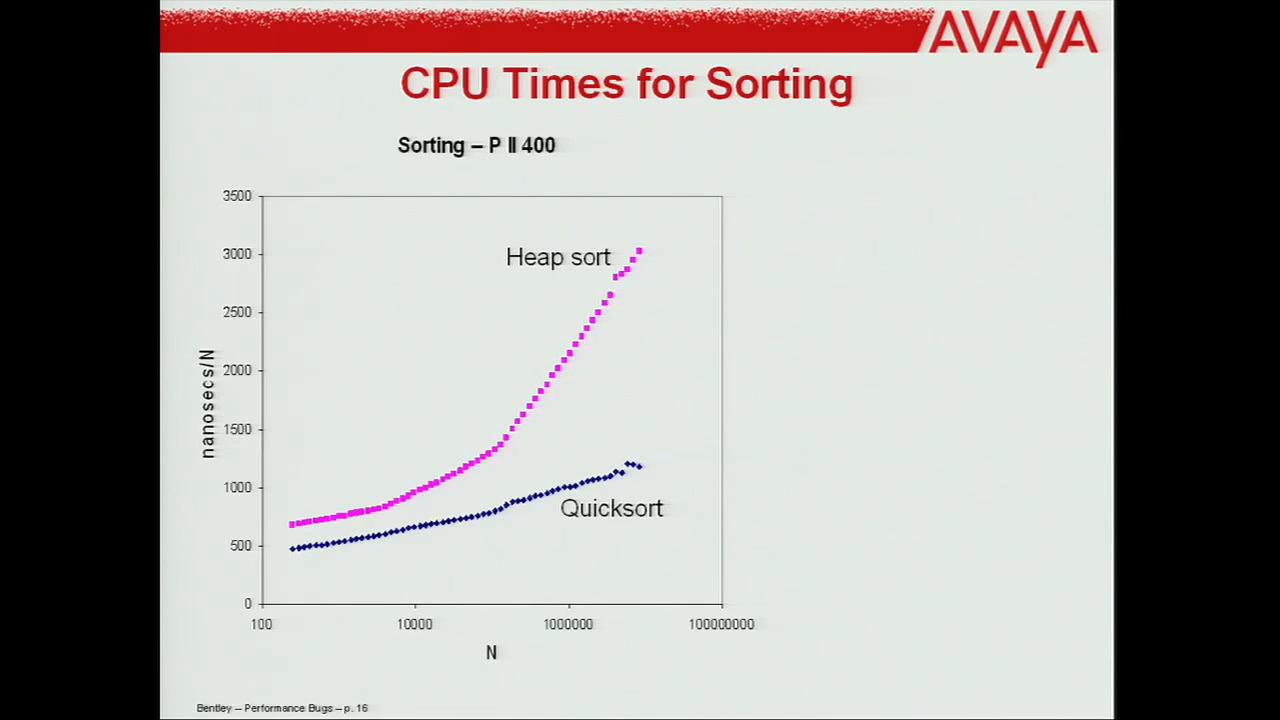 AVAYA
CPU Times for Sorting
Sorting – P II 400
3500
3000
2500
2000
1500
1000
500
0
nanosecs/N
Heap sort
Quicksort
100
10000
1000000
100000000
N
Bentley – Performance Bugs – p. 16